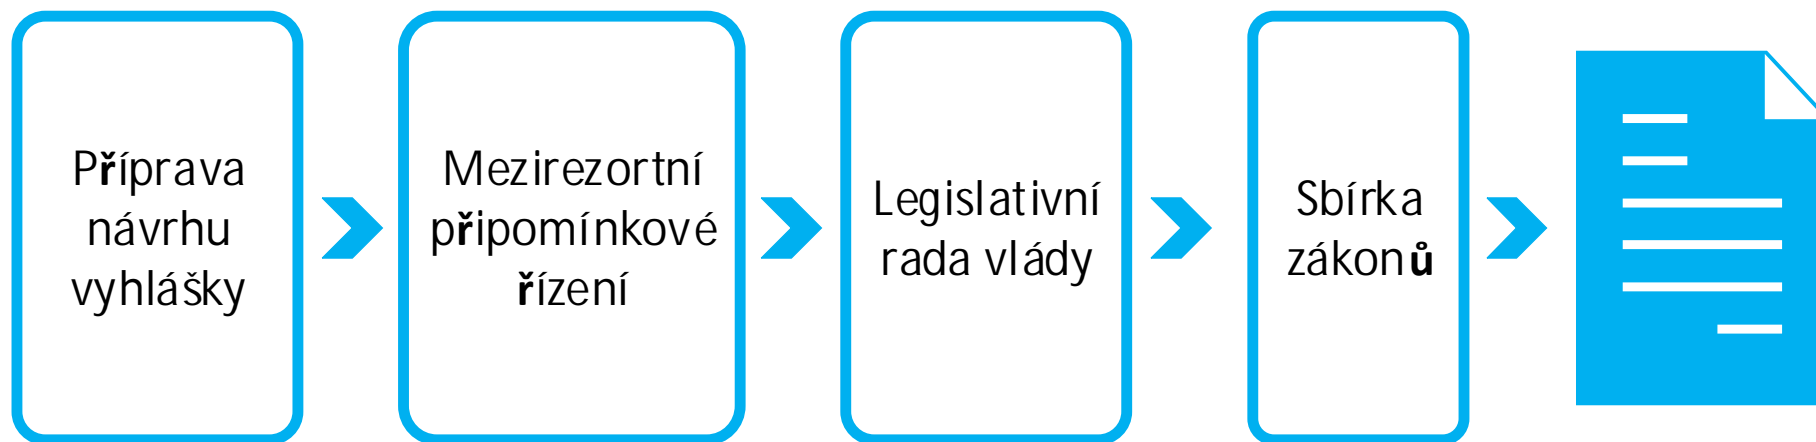 Příprava
návrhu
vyhlášky
Mezirezortní
připomínkové
řízení
Legislativní
rada vlády
Sbírka
zákonů